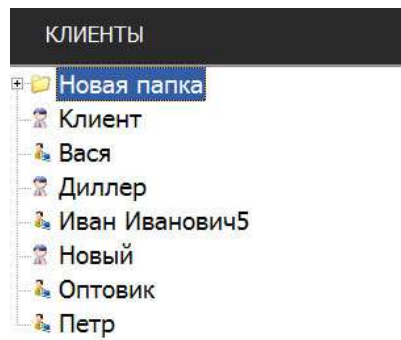 КЛИЕНТЫ
Новая папка
Клиент
Вася
Диллер
Иван Иванович5
Новый
Оптовик
Петр